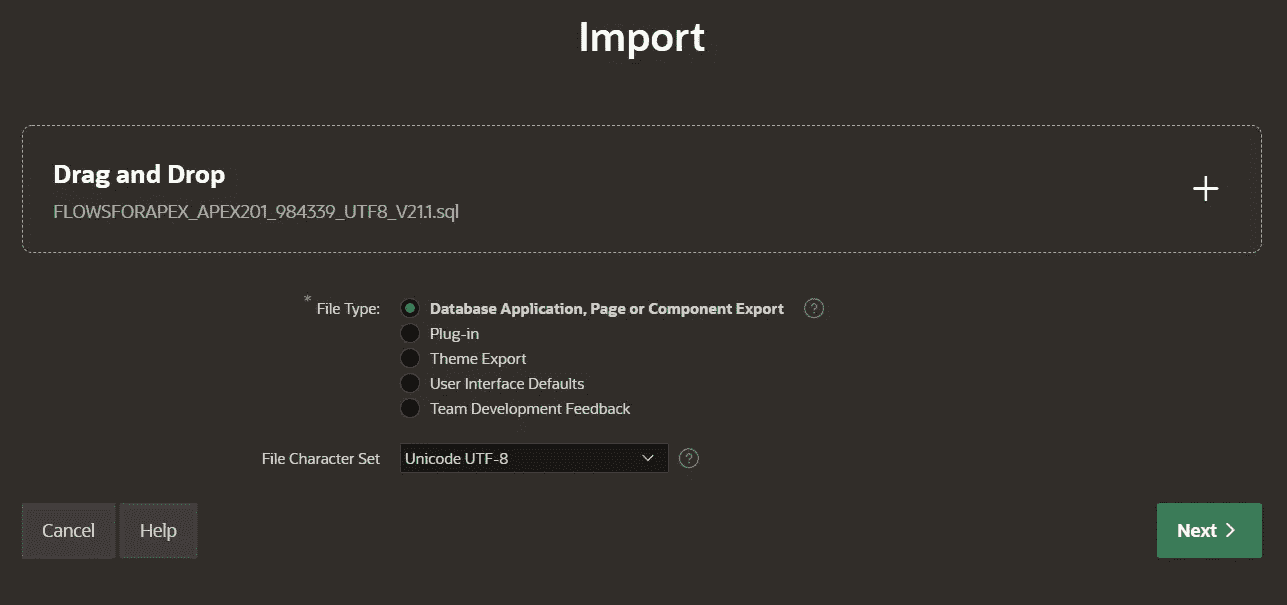 Import
Drag and Drop
FLOWSFORAPEX_APEX201_984339_UTF8_V21.1.sql
* File Type:
Database Application, Page or Component Export ?
Plug-in
Theme Export
User Interface Defaults
Team Development Feedback
File Character Set Unicode UTF-8 ?
Cancel Help Next